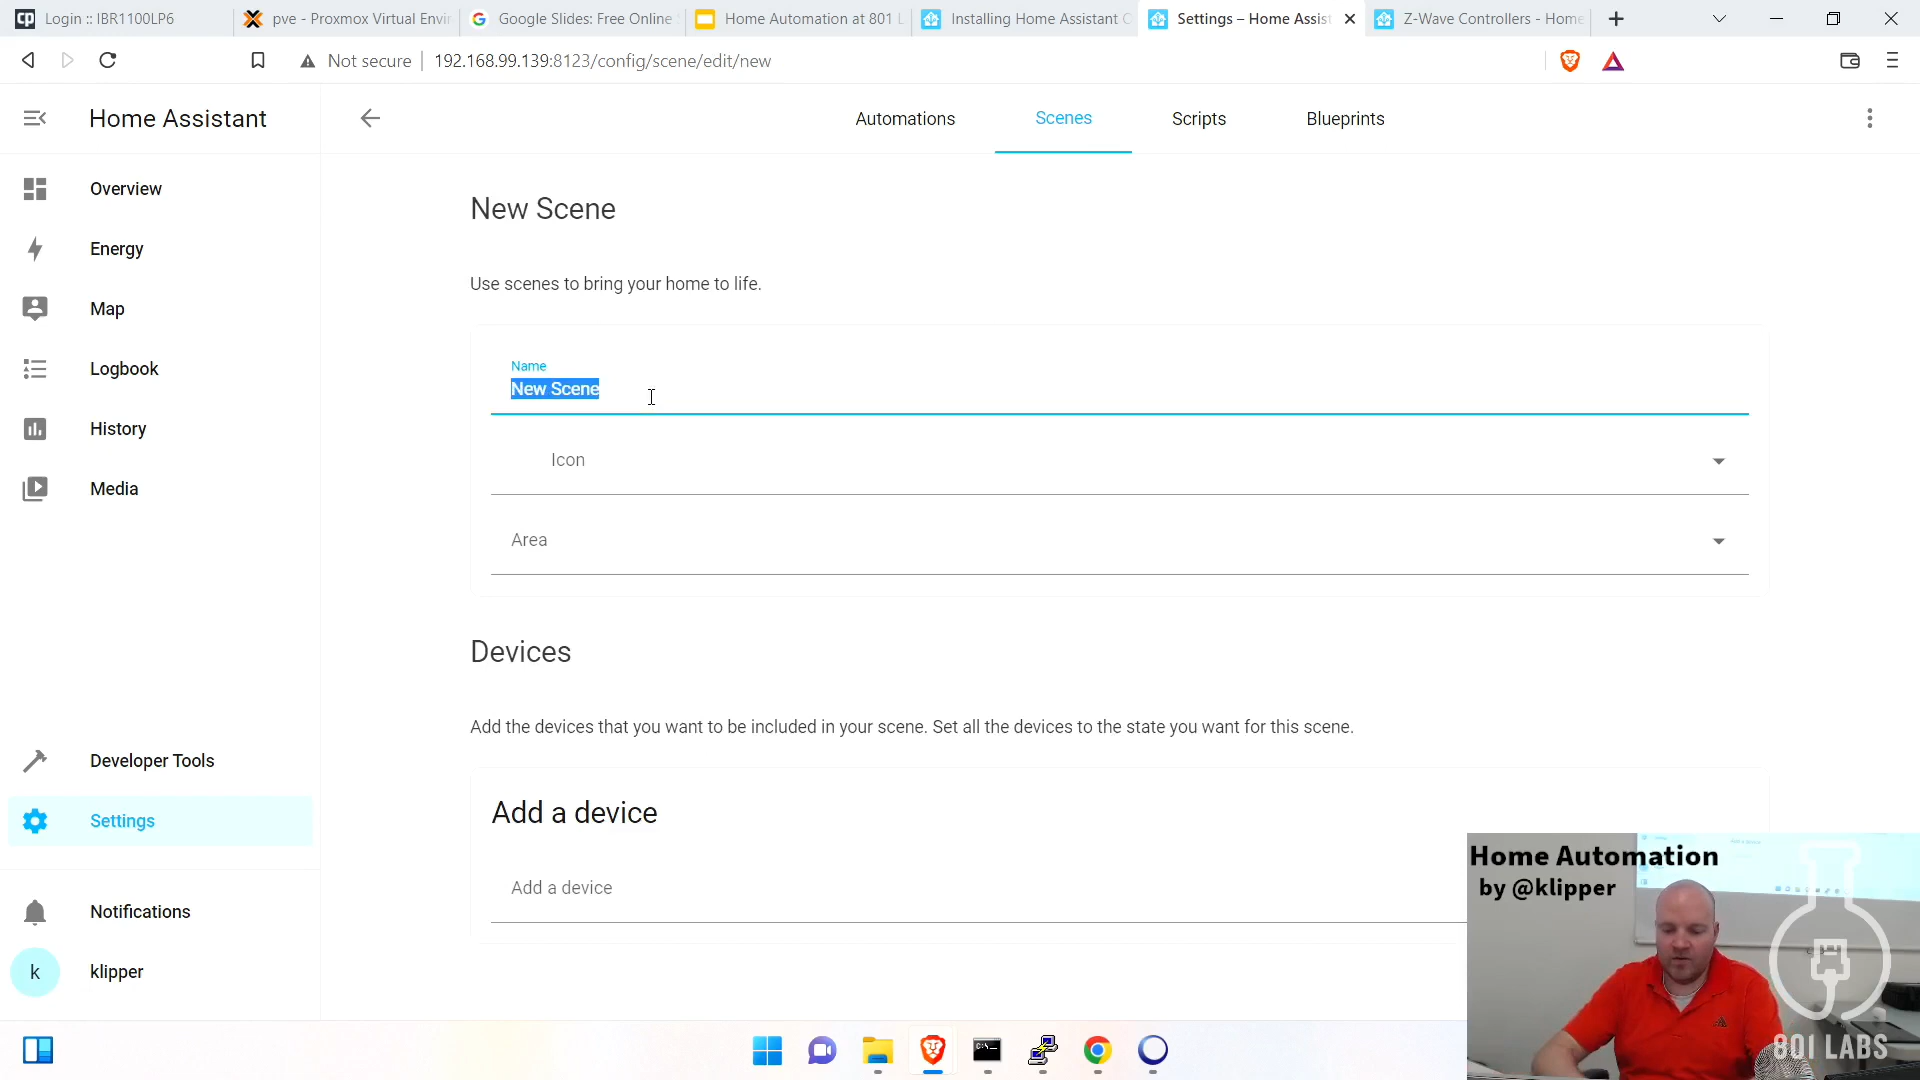 Login :: IBR1100LP6
pve - Proxmox Virtual Envir
Google Slides: Free Online
Home Automation at 801 L
Installing Home Assistant O
Settings – Home Assist
Z-Wave Controllers - Home
Not secure
192.168.99.139:8123/config/scene/edit/new
Home Assistant
Automations
Scenes
Scripts
Blueprints
Overview
Energy
Map
Logbook
History
Media
Developer Tools
Settings
Notifications
k
klipper
New Scene
Use scenes to bring your home to life.
Name
New Scene
Icon
Area
Devices
Add the devices that you want to be included in your scene. Set all the devices to the state you want for this scene.
Add a device
Add a device
Home Automation
by @klipper
801 LABS